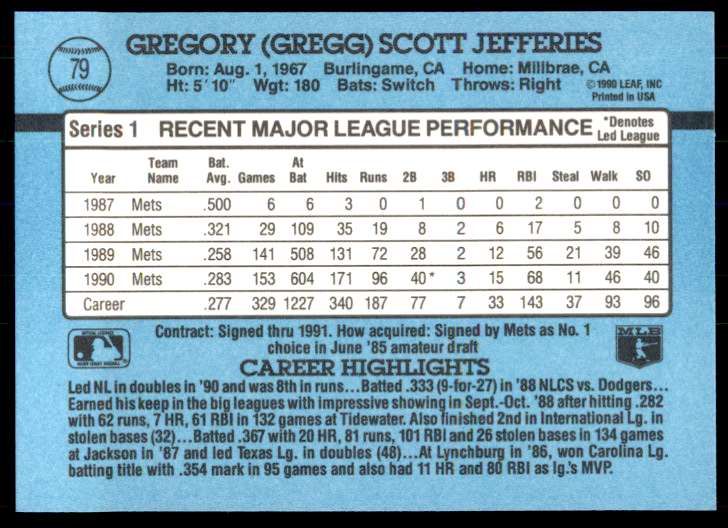 79
GREGORY (GREGG) SCOTT JEFFERIES
Born: Aug. 1, 1967 Burlingame, CA Home: Millbrae, CA
Ht: 5'10" Wgt: 180 Bats: Switch Throws: Right
©1990 LEAF, INC
Printed in USA
Series 1 RECENT MAJOR LEAGUE PERFORMANCE
*Denotes
Led League
Year Team Name Bat. Avg. Games At Bat Hits Runs 2B 3B HR RBI Steal Walk SO
1987 Mets .500 6 6 3 0 1 0 0 2 0 0 0
1988 Mets .321 29 109 35 19 8 2 6 17 5 8 10
1989 Mets .258 141 508 131 72 28 2 12 56 21 39 46
1990 Mets .283 153 604 171 96 40* 3 15 68 11 46 40
Career .277 329 1227 340 187 77 7 33 143 37 93 96
Contract: Signed thru 1991. How acquired: Signed by Mets as No. 1
choice in June '85 amateur draft
MLB
CAREER HIGHLIGHTS
Led NL in doubles in '90 and was 8th in runs...Batted .333 (9-for-27) in '88 NLCS vs. Dodgers...
Earned his keep in the big leagues with impressive showing in Sept.-Oct. '88 after hitting .282
with 62 runs, 7 HR, 61 RBI in 132 games at Tidewater. Also finished 2nd in International Lg. in
stolen bases (32)...Batted .367 with 20 HR, 81 runs, 101 RBI and 26 stolen bases in 134 games
at Jackson in '87 and led Texas Lg. in doubles (48)...At Lynchburg in '86, won Carolina Lg.
batting title with .354 mark in 95 games and also had 11 HR and 80 RBI as lg.'s MVP.